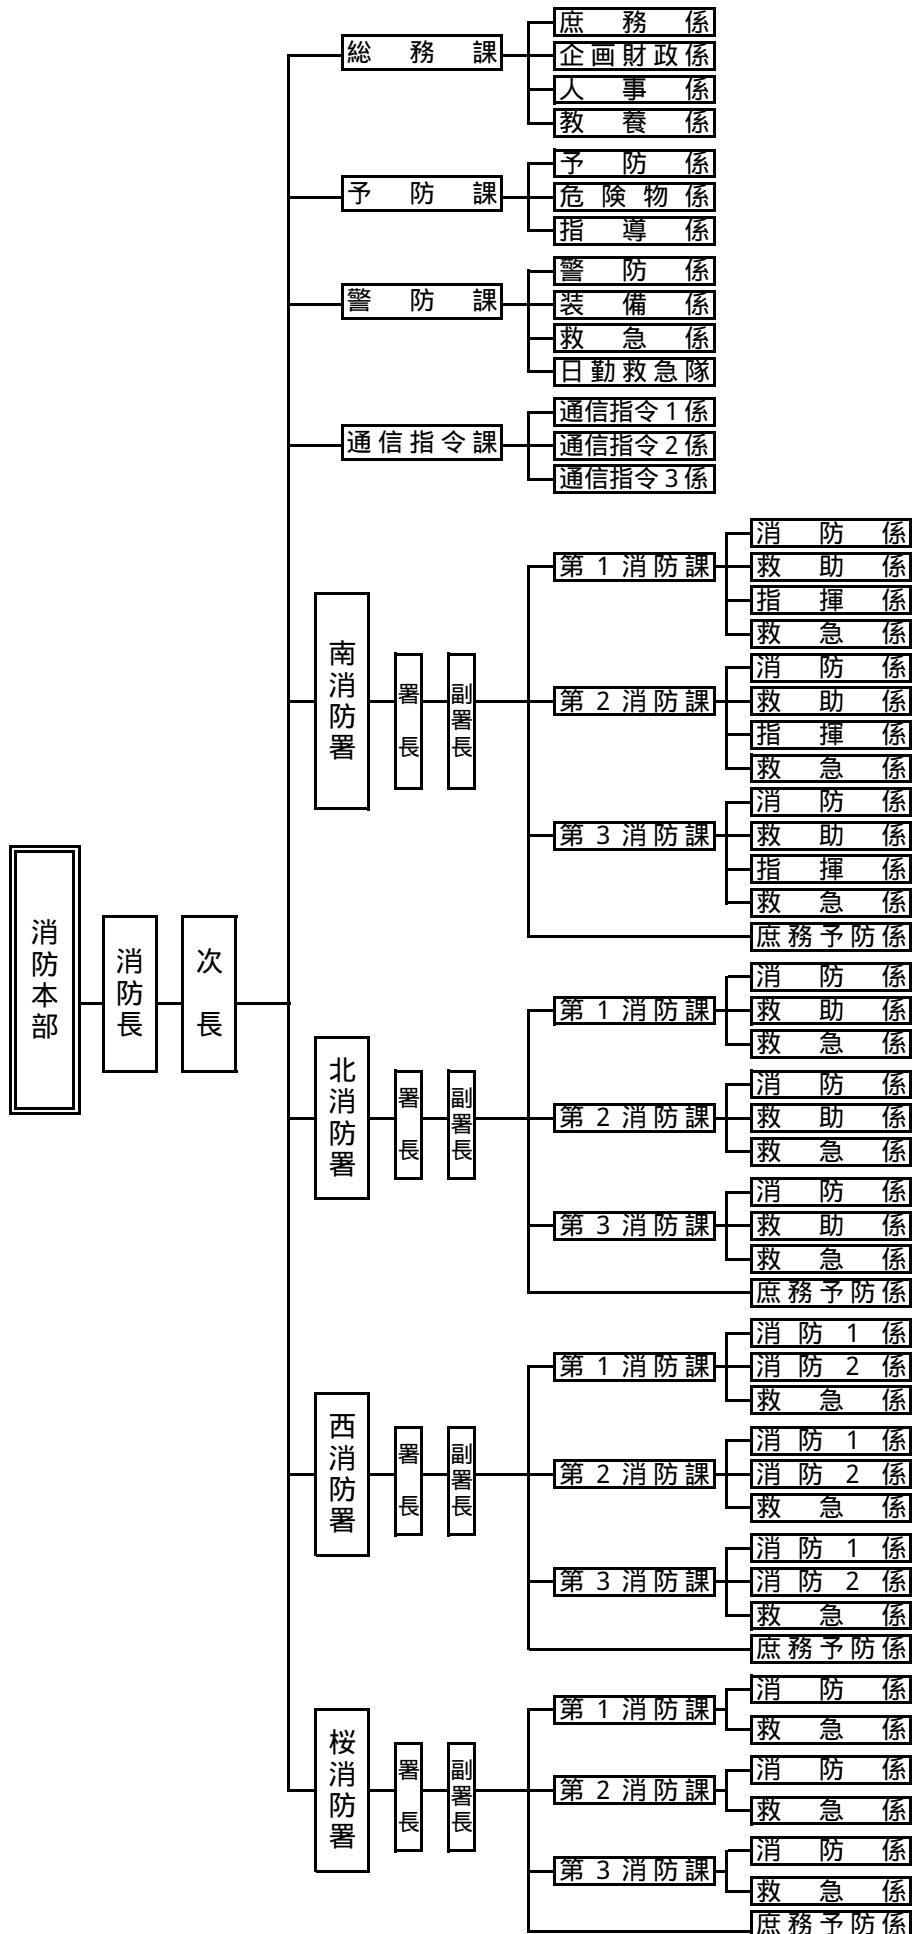 消防本部
消防長
次長
総務課
庶務係
企画財政係
人事係
教養係
予防課
予防係
危険物係
指導係
警防課
警防係
装備係
救急係
日勤救急隊
通信指令課
通信指令1係
通信指令2係
通信指令3係
南消防署
署長
副署長
第1消防課
消防係
救助係
指揮係
救急係
第2消防課
消防係
救助係
指揮係
救急係
第3消防課
消防係
救助係
指揮係
救急係
庶務予防係
北消防署
署長
副署長
第1消防課
消防係
救助係
救急係
第2消防課
消防係
救助係
救急係
第3消防課
消防係
救助係
救急係
庶務予防係
西消防署
署長
副署長
第1消防課
消防1係
消防2係
救急係
第2消防課
消防1係
消防2係
救急係
第3消防課
消防1係
消防2係
救急係
庶務予防係
桜消防署
署長
副署長
第1消防課
消防係
救急係
第2消防課
消防係
救急係
第3消防課
消防係
救急係
庶務予防係